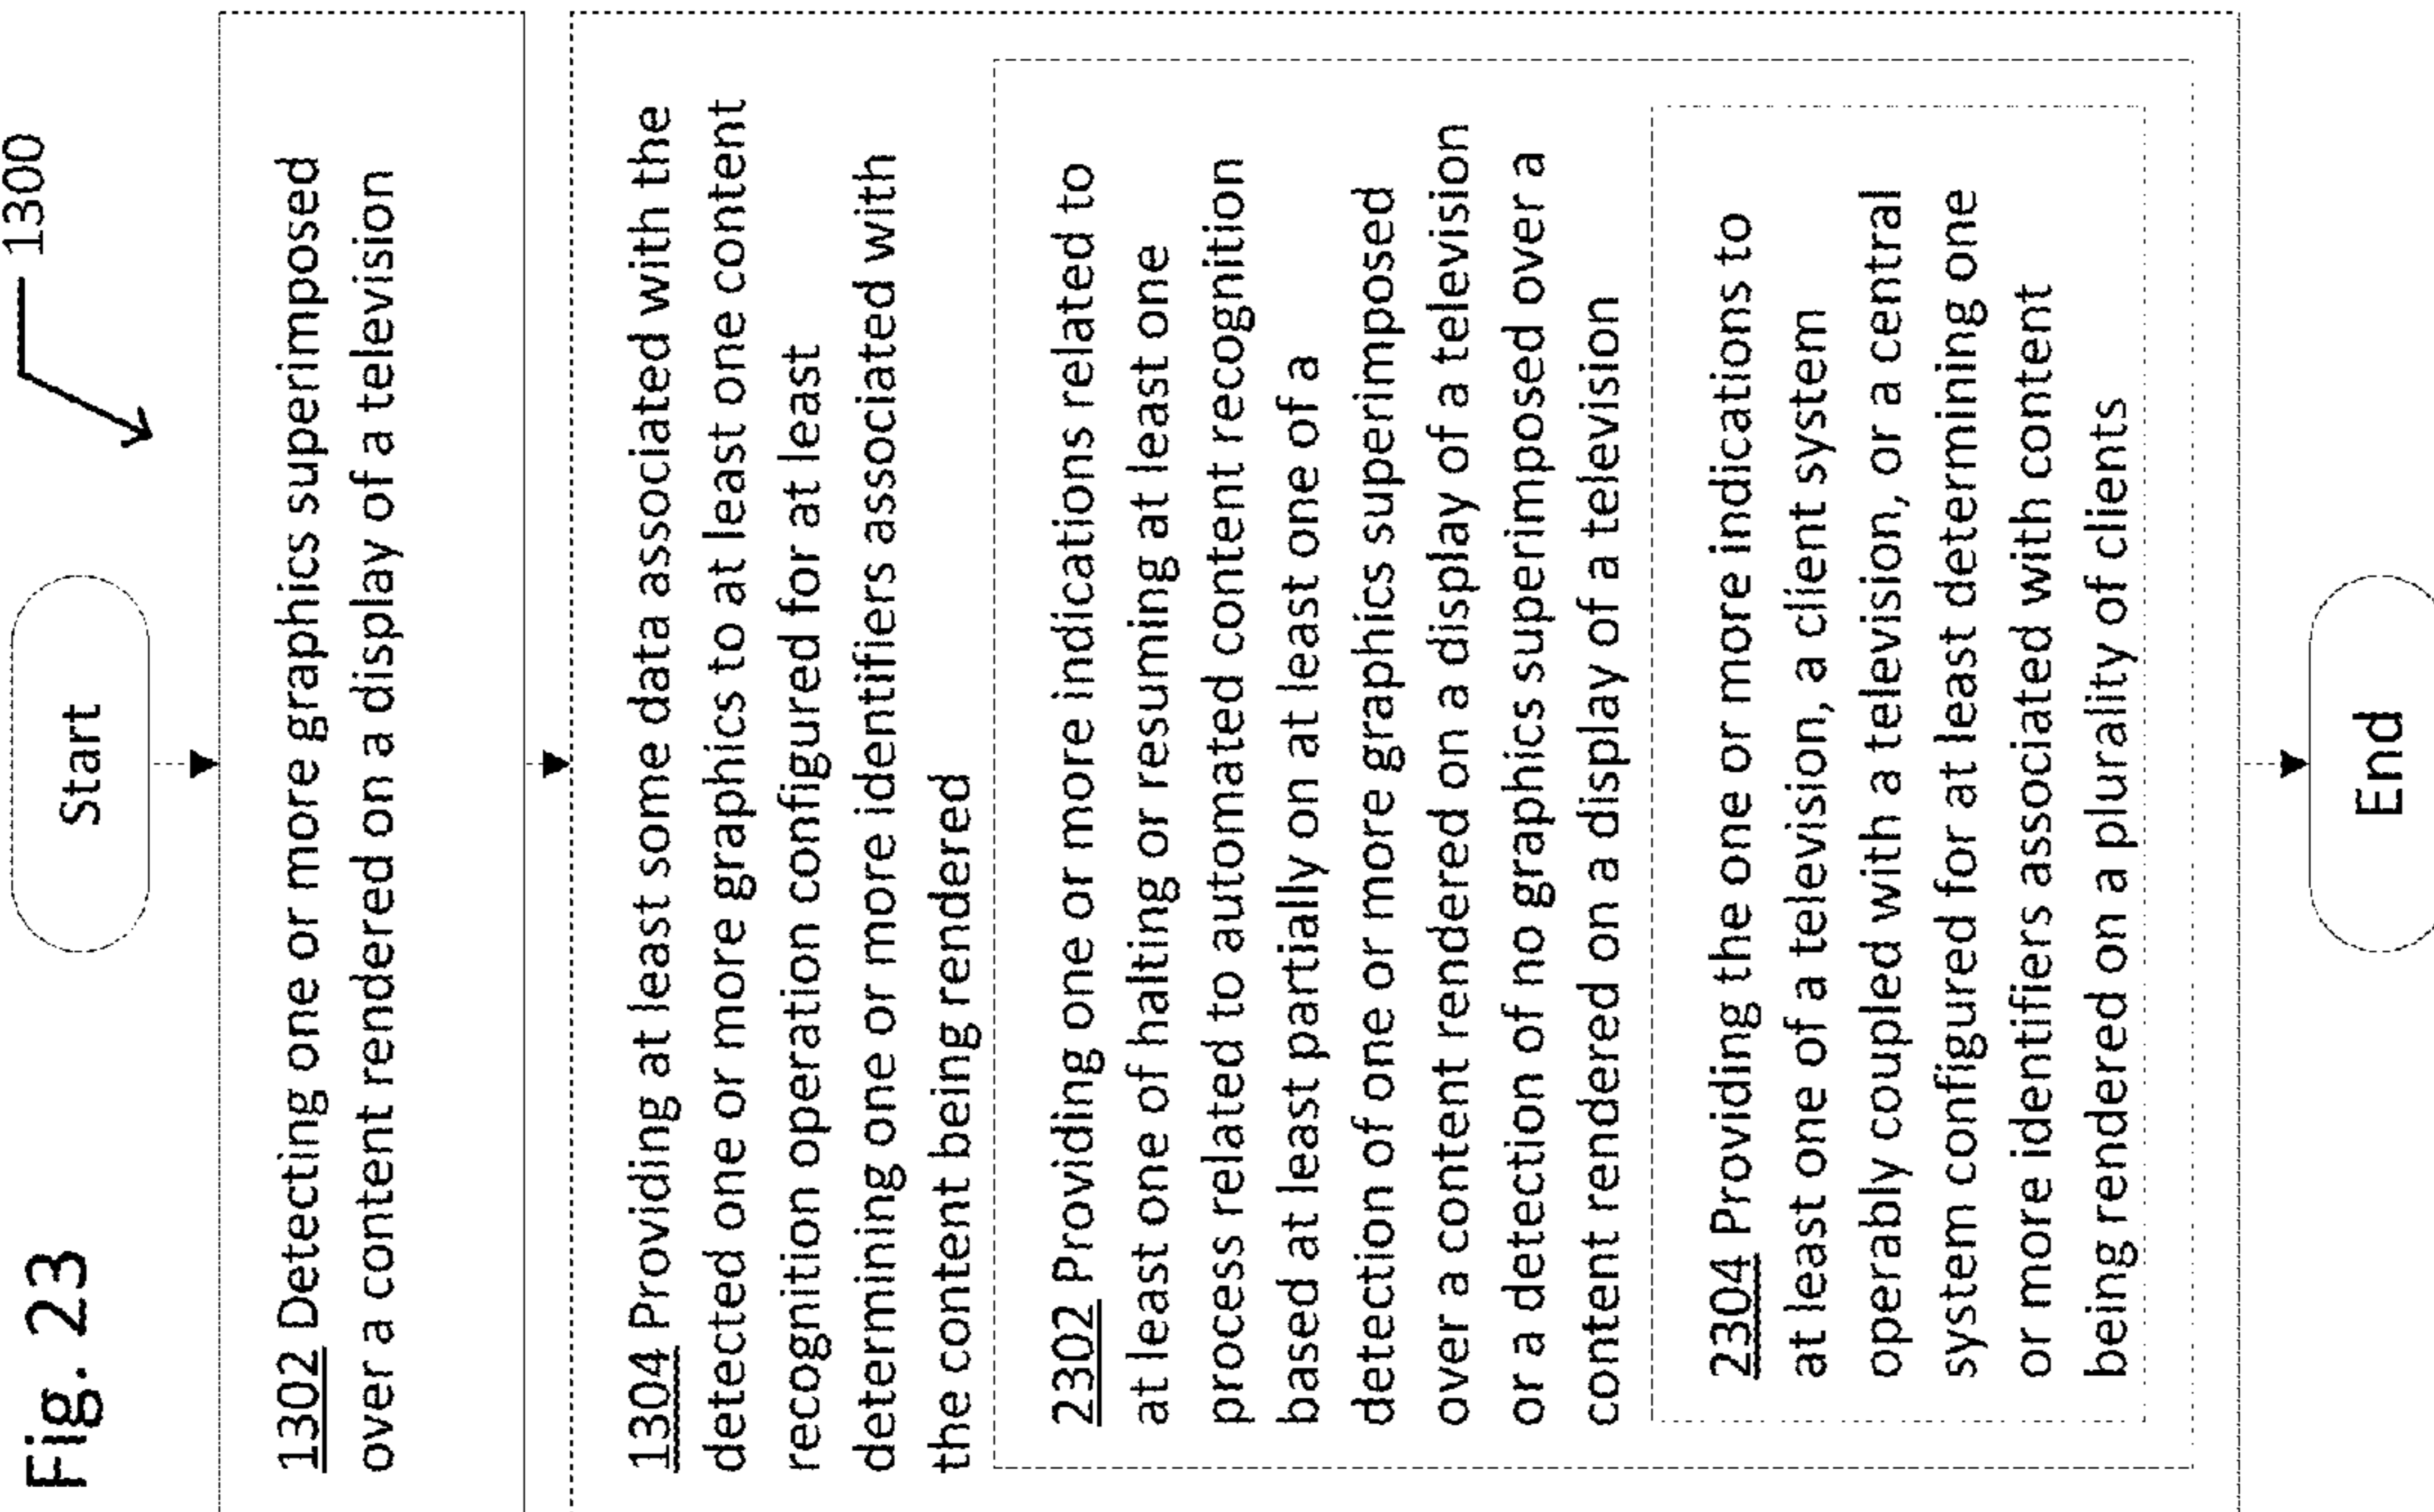 Fig. 23
1300
Start
1302 Detecting one or more graphics superimposed
over a content rendered on a display of a television
1304 Providing at least some data associated with the
detected one or more graphics to at least one content
recognition operation configured for at least
determining one or more identifiers associated with
the content being rendered
2302 Providing one or more indications related to
at least one of halting or resuming at least one
process related to automated content recognition
based at least partially on at least one of a
detection of one or more graphics superimposed
over a content rendered on a display of a television
or a detection of no graphics superimposed over a
content rendered on a display of a television
2304 Providing the one or more indications to
at least one of a television, a client system
operably coupled with a television, or a central
system configured for at least determining one
or more identifiers associated with content
being rendered on a plurality of clients
End